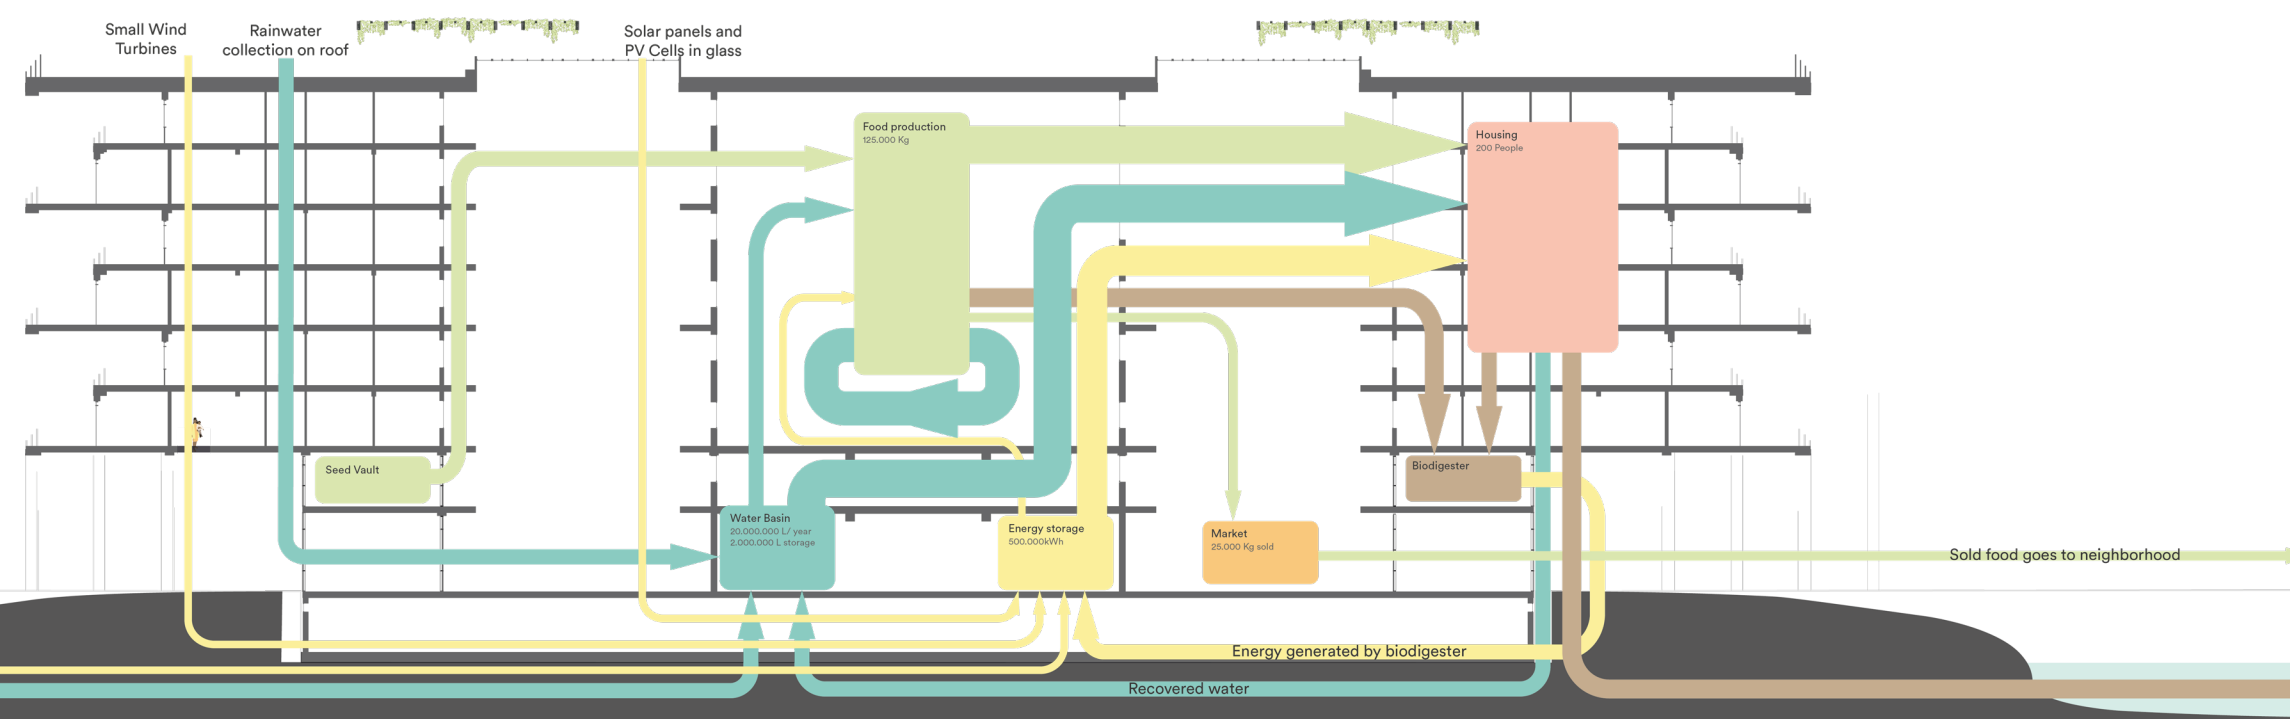 Small Wind
Turbines
Rainwater
collection on roof
Solar panels and
PV Cells in glass
Food production
125.000 Kg
Housing
200 People
Seed Vault
Biodigester
Water Basin
20.000.000 L/ year
2.000.000 L storage
Energy storage
500.000kWh
Market
25.000 Kg sold
Sold food goes to neighborhood
Energy generated by biodigester
Recovered water